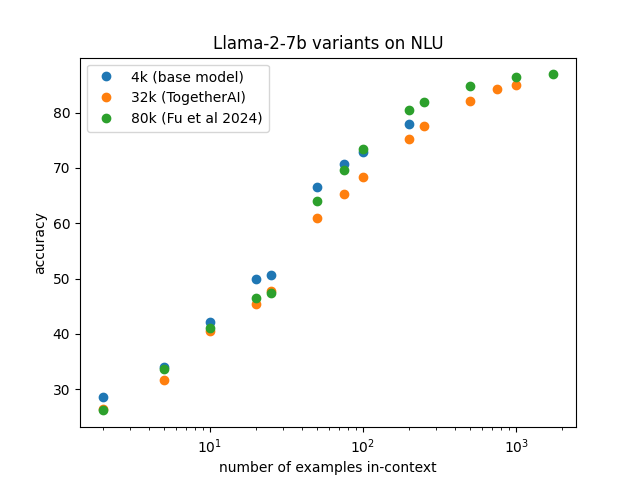 Llama-2-7b variants on NLU
4k (base model)
32k (TogetherAI)
80k (Fu et al 2024)
accuracy
80
70
60
50
40
30
10¹
10²
10³
number of examples in-context